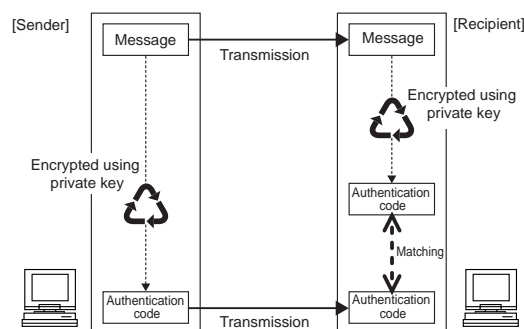 [Sender]
Message
Transmission
Message
[Recipient]
Encrypted using
private key
Encrypted using
private key
Authentication
code
Matching
Authentication
code
Transmission
Authentication
code